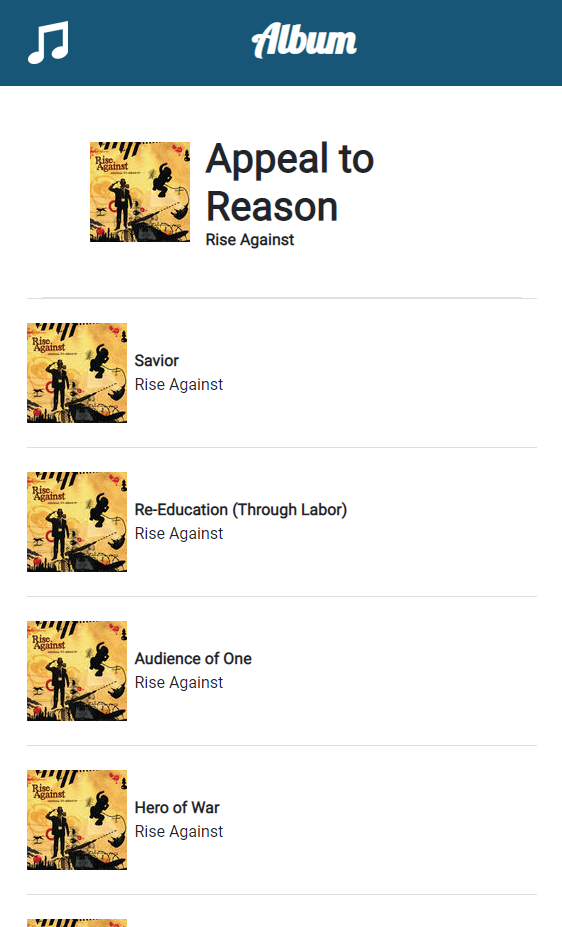 Album
Rise Against
Appeal to
Reason
Rise Against
Rise Against
Savior
Rise Against
Rise Against
Re-Education (Through Labor)
Rise Against
Rise Against
Audience of One
Rise Against
Rise Against
Hero of War
Rise Against